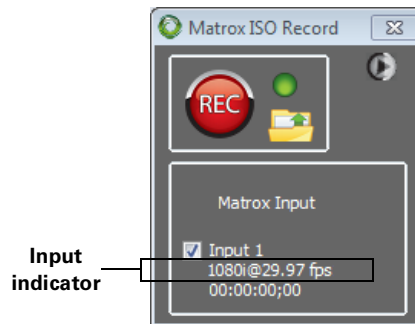 Matrox ISO Record
REC
Matrox Input
Input 1
1080i@29.97 fps
00:00:00;00
Input
indicator